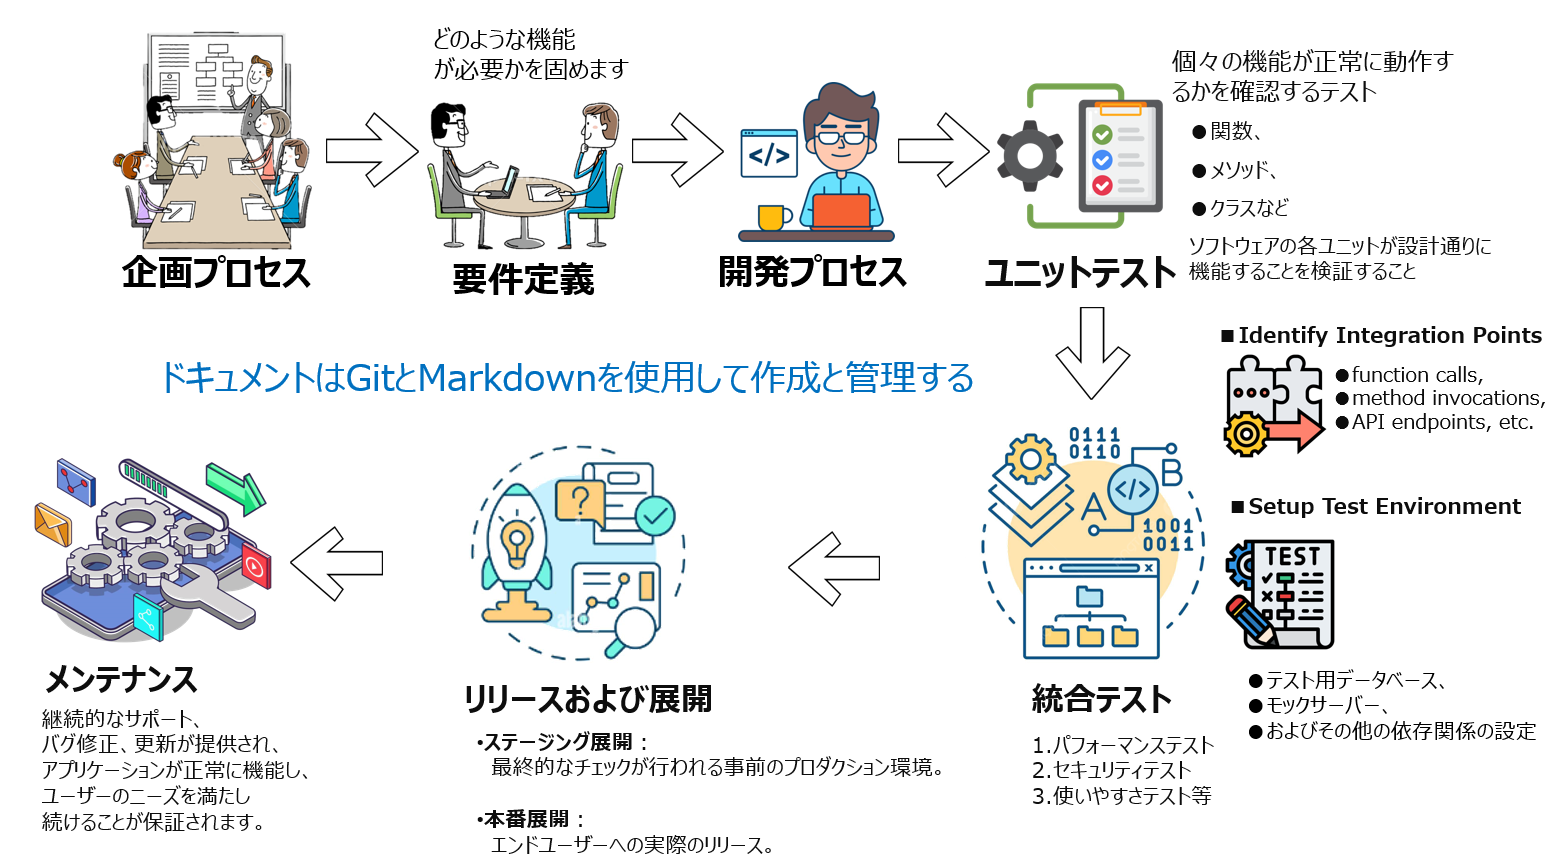 どのような機能
が必要かを固めます
企画プロセス
要件定義
</>
開発プロセス
ユニットテスト
個々の機能が正常に動作す
るかを確認するテスト
●関数、
●メソッド、
●クラスなど
ソフトウェアの各ユニットが設計通りに
機能することを検証すること
ドキュメントはGitとMarkdownを使用して作成と管理する
■Identify Integration Points
●function calls,
●method invocations,
●API endpoints, etc.
■Setup Test Environment
TEST
●テスト用データベース、
●モックサーバー、
●およびその他の依存関係の設定
0111
0110
B
</>
A
1001
0011
統合テスト
1.パフォーマンステスト
2.セキュリティテスト
3.使いやすさテスト等
?
リリースおよび展開
・ステージング展開：
最終的なチェックが行われる事前のプロダクション環境。
・本番展開：
エンドユーザーへの実際のリリース。
メンテナンス
継続的なサポート、
バグ修正、更新が提供され、
アプリケーションが正常に機能し、
ユーザーのニーズを満たし
続けることが保証されます。